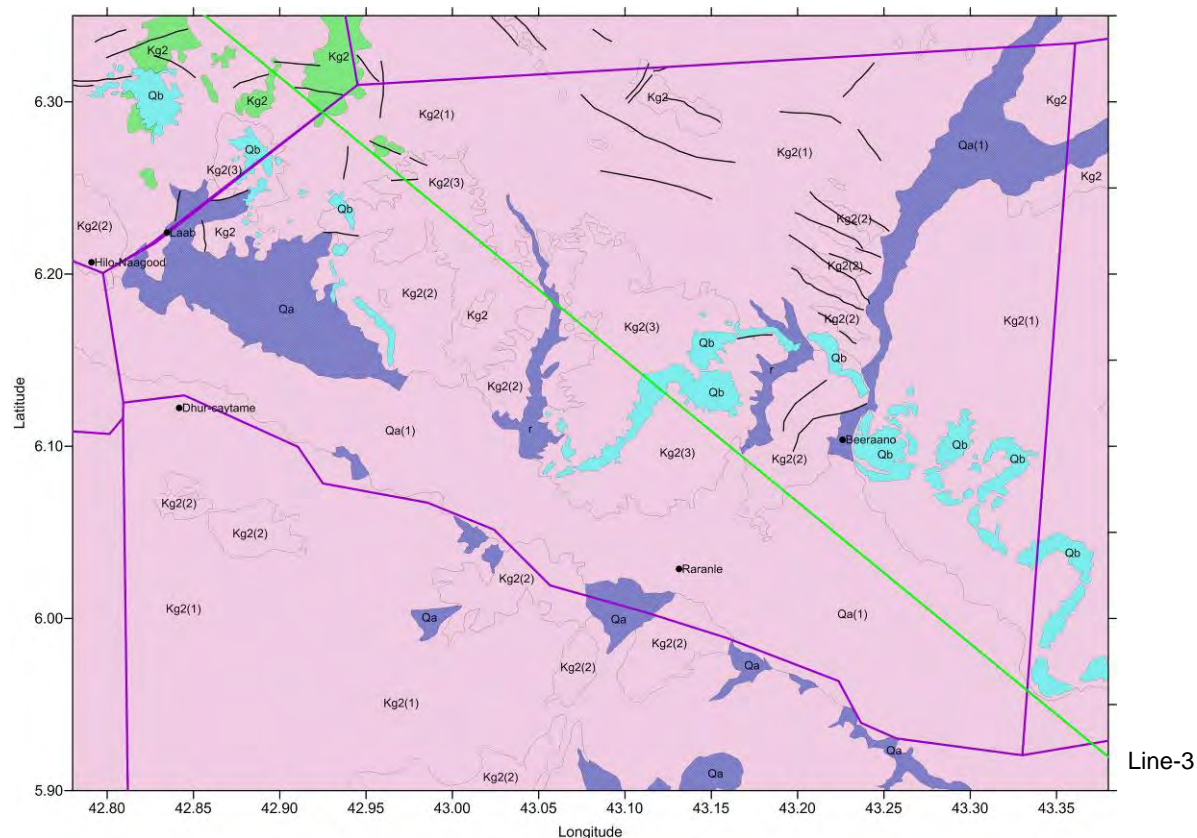 Kg2
Kg2
Kg2
Kg2
Kg2
Qb
Kg2(1)
Qa(1)
Kg2(1)
Qb
Kg2(3)
Kg2(3)
Kg2
Qb
Kg2(2)
Kg2(2)
Laab
Kg2
Hilo-Naagood
Kg2(2)
Kg2(2)
Qa
Kg2
Kg2(3)
Kg2(2)
Kg2(1)
Qb
Qb
r
Kg2(2)
Qb
Qa(1)
r
Kg2(3)
Kg2(2)
Dhur-caytame
Beeraano
Qb
Qb
Qb
Kg2(2)
Kg2(2)
Qb
Kg2(2)
Raranle
Kg2(1)
Qa
Qa
Qa(1)
Kg2(2)
Kg2(2)
Qa
Kg2(1)
Kg2(2)
Qa
Qa
Line-3
6.30
6.20
6.10
6.00
5.90
Latitude
42.80
42.85
42.90
42.95
43.00
43.05
43.10
43.15
43.20
43.25
43.30
43.35
Longitude